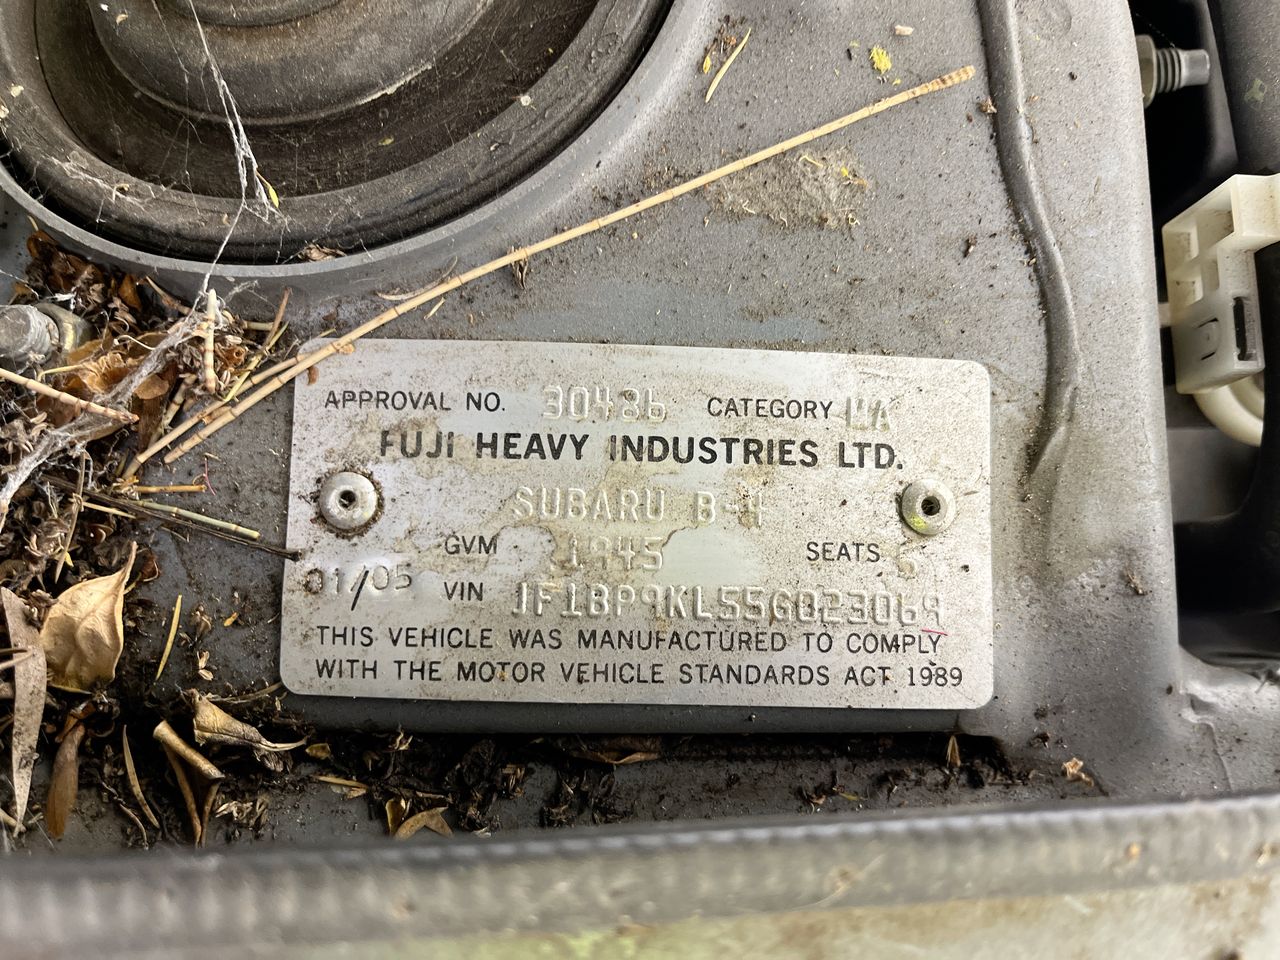 APPROVAL NO. 30486 CATEGORY MA
FUJI HEAVY INDUSTRIES LTD.
SUBARU B-4
GVM 1945 SEATS 5
01/05 VIN JF1BP9KL55G023069
THIS VEHICLE WAS MANUFACTURED TO COMPLY
WITH THE MOTOR VEHICLE STANDARDS ACT 1989